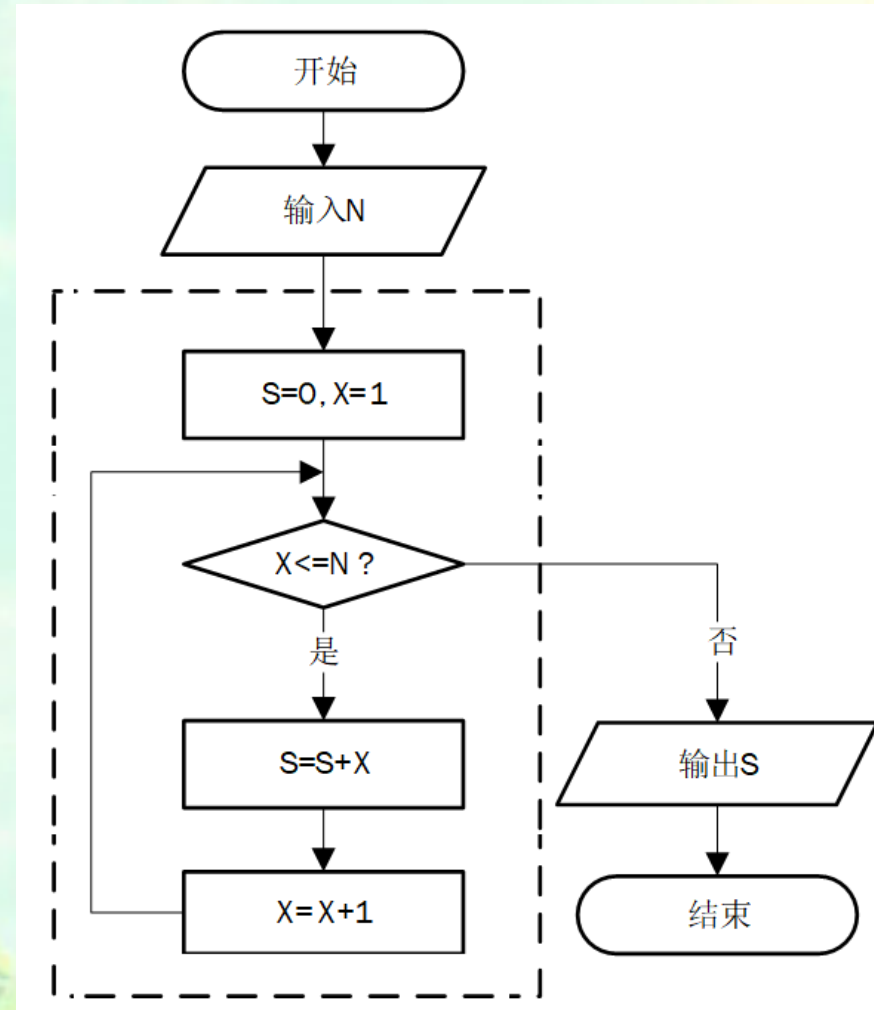 开始
输入N
S=0, X=1
X<=N ?
是
否
S=S+X
输出S
X=X+1
结束